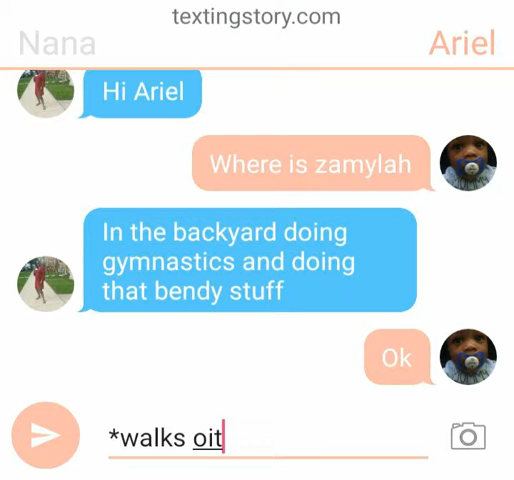 textingstory.com
Nana
Ariel
Hi Ariel
Where is zamylah
In the backyard doing
gymnastics and doing
that bendy stuff
Ok
*walks oit